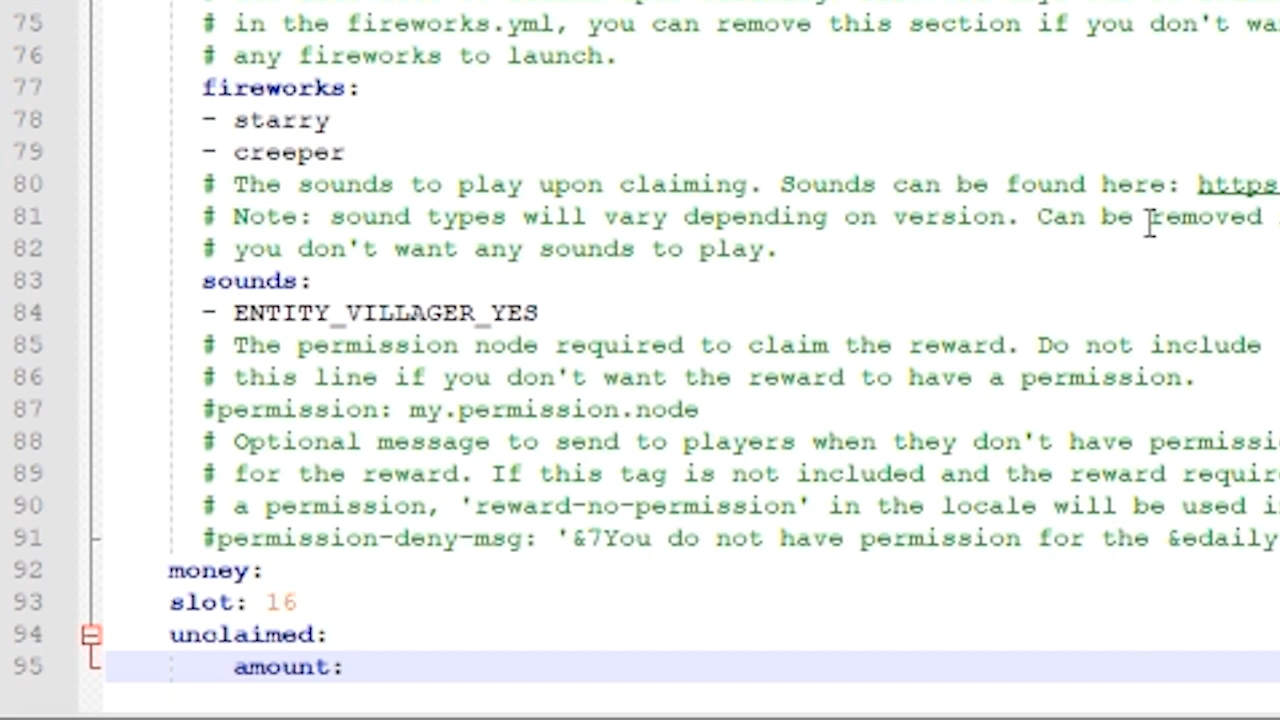 75 # in the fireworks.yml, you can remove this section if you don't
76 # any fireworks to launch.
77 fireworks:
78 - starry
79 - creeper
80 # The sounds to play upon claiming. Sounds can be found here: https
81 # Note: sound types will vary depending on version. Can be removed
82 # you don't want any sounds to play.
83 sounds:
84 - ENTITY_VILLAGER_YES
85 # The permission node required to claim the reward. Do not include
86 # this line if you don't want the reward to have a permission.
87 #permission: my.permission.node
88 # Optional message to send to players when they don't have permissi
89 # for the reward. If this tag is not included and the reward requir
90 # a permission, 'reward-no-permission' in the locale will be used i
91 #permission-deny-msg: '&7You do not have permission for the &edaily
92 money:
93 slot: 16
94 unclaimed:
95 amount: